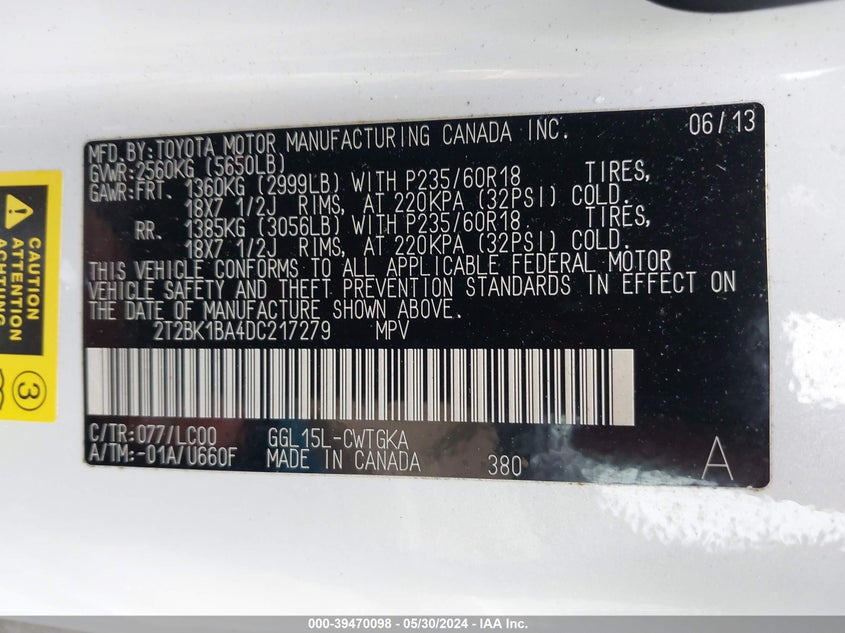 MFD.BY:TOYOTA MOTOR MANUFACTURING CANADA INC. 06/13
GVWR:2560KG (5650LB)
GAWR:FRT. 1360KG (2999LB) WITH P235/60R18 TIRES,
18X7 1/2J RIMS, AT 220KPA (32PSI) COLD.
RR. 1385KG (3056LB) WITH P235/60R18 TIRES,
18X7 1/2J RIMS, AT 220KPA (32PSI) COLD.
THIS VEHICLE CONFORMS TO ALL APPLICABLE FEDERAL MOTOR
VEHICLE SAFETY AND THEFT PREVENTION STANDARDS IN EFFECT ON
THE DATE OF MANUFACTURE SHOWN ABOVE.
2T2BK1BA4DC217279 MPV
C/TR:077/LC00 GGL15L-CWTGKA
A/TM:-01A/U660F MADE IN CANADA 380 A
CAUTION
ATTENTION
ACHTUNG
3
000-39470098 - 05/30/2024 - IAA Inc.